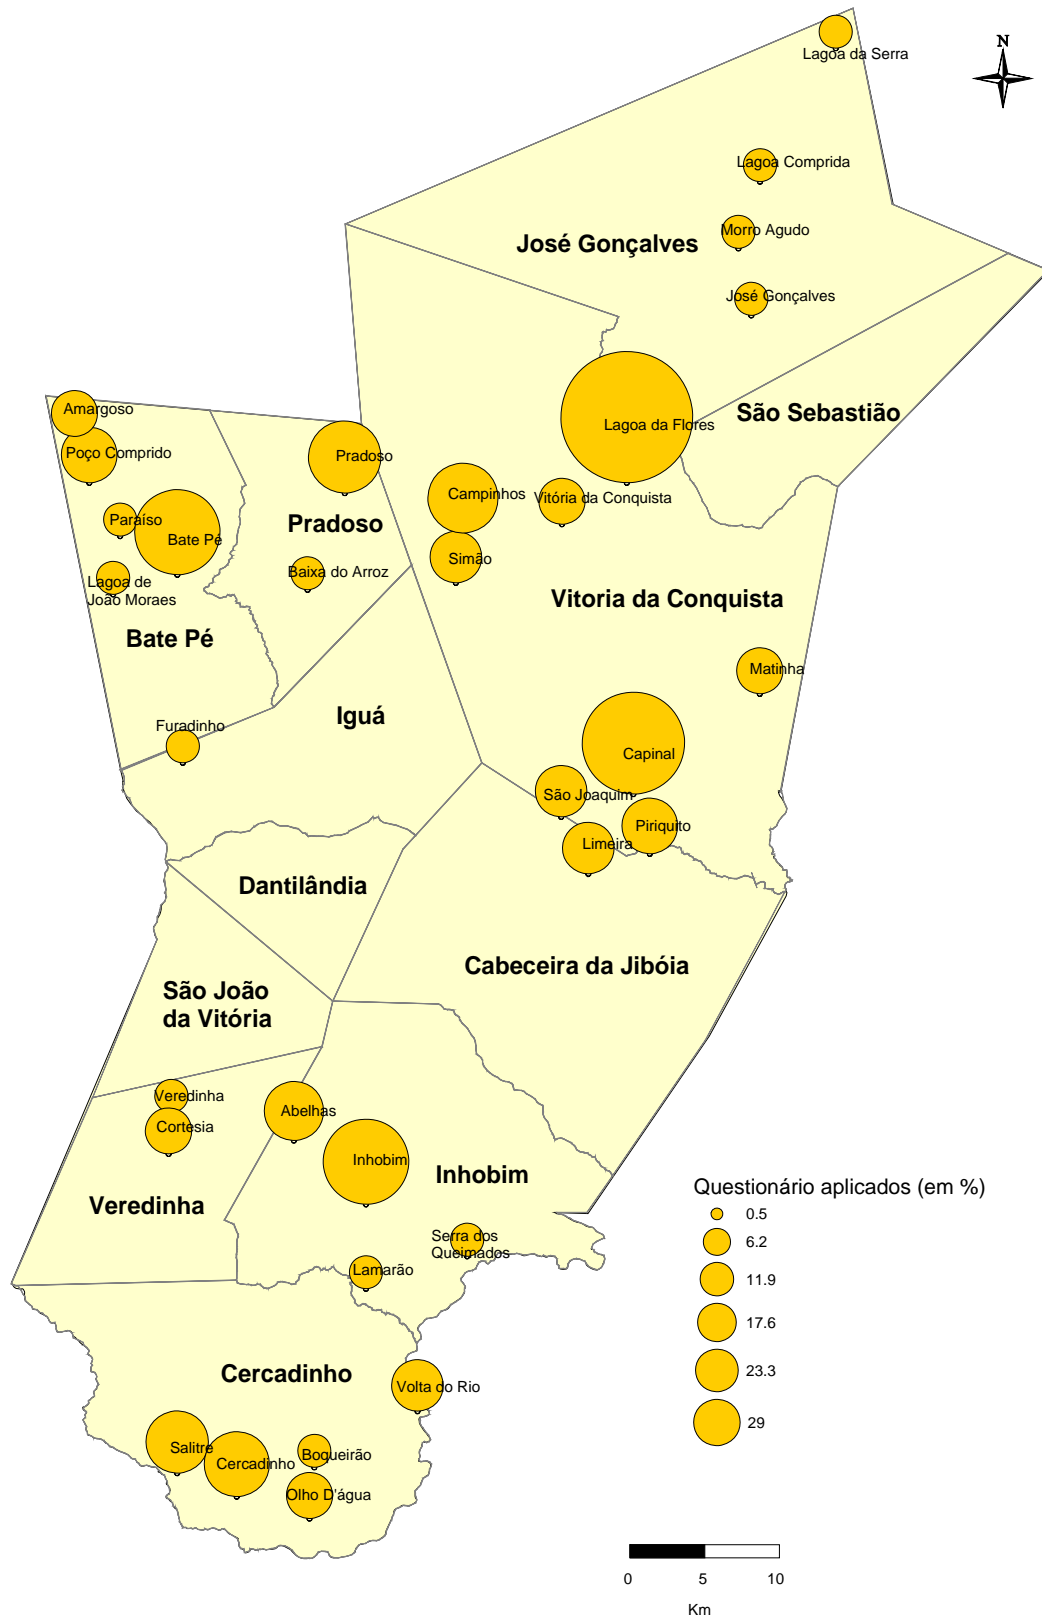 Lagoa da Serra
N
Lagoa Comprida
Morro Agudo
José Gonçalves
José Gonçalves
São Sebastião
Lagoa da Flores
Amargoso
Poço Comprido
Pradoso
Campinhos
Vitória da Conquista
Paraíso
Pradoso
Bate Pé
Simão
Baixa do Arroz
Lagoa de
João Moraes
Vitoria da Conquista
Bate Pé
Matinha
Iguá
Furadinho
Capinal
São Joaquim
Piriquito
Limeira
Dantilândia
Cabeceira da Jibóia
São João
da Vitória
Veredinha
Abelhas
Cortesia
Inhobim
Inhobim
Veredinha
Questionário aplicados (em %)
0.5
6.2
11.9
17.6
23.3
29
Serra dos
Queimados
Lamarão
Cercadinho
Volta do Rio
Salitre
Cercadinho
Boqueirão
Olho D'água
0 5 10
Km